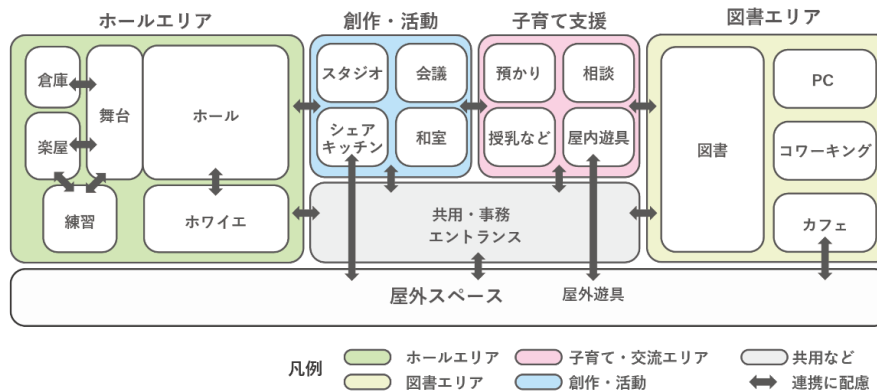 ホールエリア
創作・活動
子育て支援
図書エリア
倉庫
舞台
ホール
楽屋
練習
ホワイエ
スタジオ
会議
シェア
キッチン
和室
預かり
相談
授乳など
屋内遊具
図書
PC
コワーキング
カフェ
共用・事務
エントランス
屋外スペース
屋外遊具
凡例
ホールエリア
子育て・交流エリア
共用など
図書エリア
創作・活動
連携に配慮